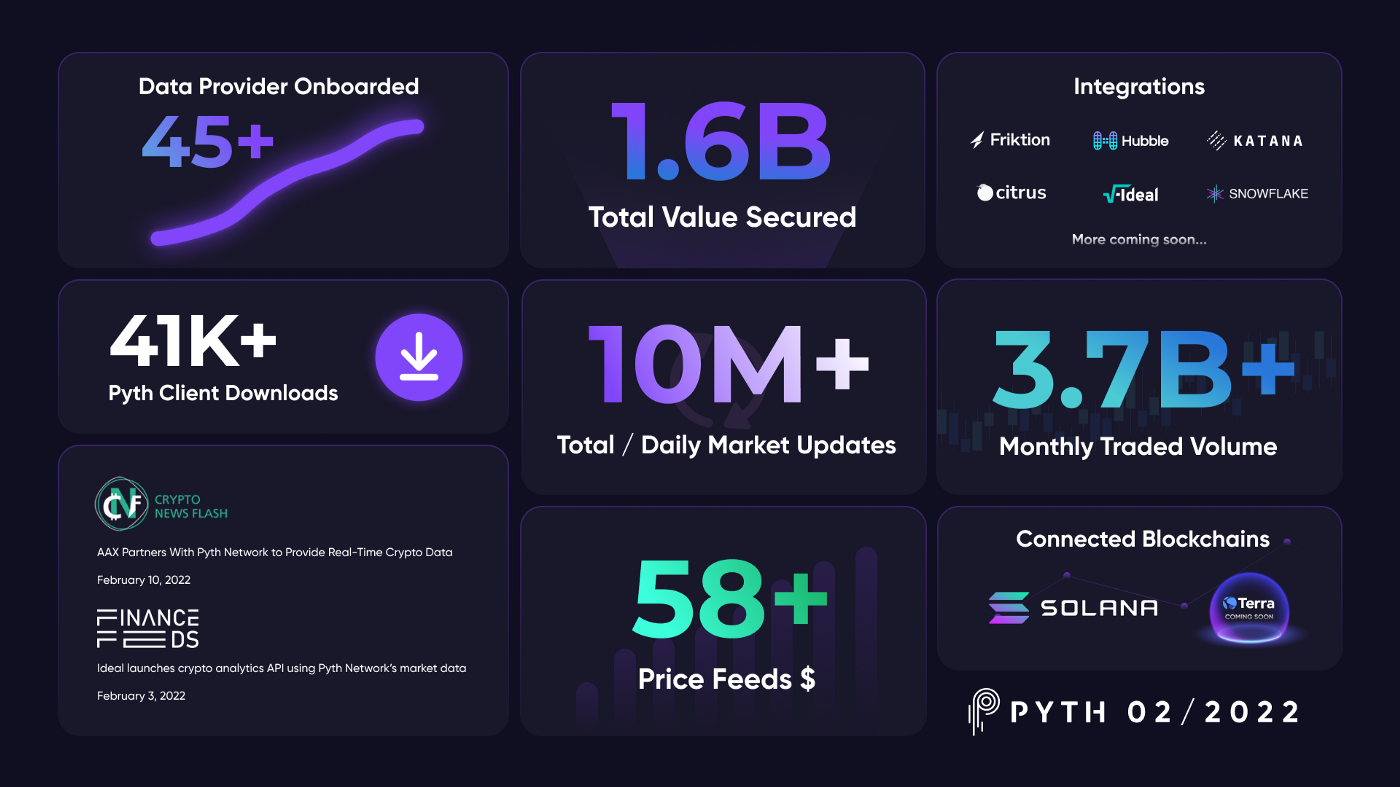 Data Provider Onboarded
45+
1.6B
Total Value Secured
Integrations
Friktion
Hubble
KATANA
citrus
Ideal
SNOWFLAKE
More coming soon...
41K+
Pyth Client Downloads
10M+
Total / Daily Market Updates
3.7B+
Monthly Traded Volume
CNF
CRYPTO
NEWS FLASH
AAX Partners With Pyth Network to Provide Real-Time Crypto Data
February 10, 2022
FINANCE
FEEDS
Ideal launches crypto analytics API using Pyth Network's market data
February 3, 2022
58+
Price Feeds $
Connected Blockchains
SOLANA
Terra
COMING SOON
PYTH 02/2022